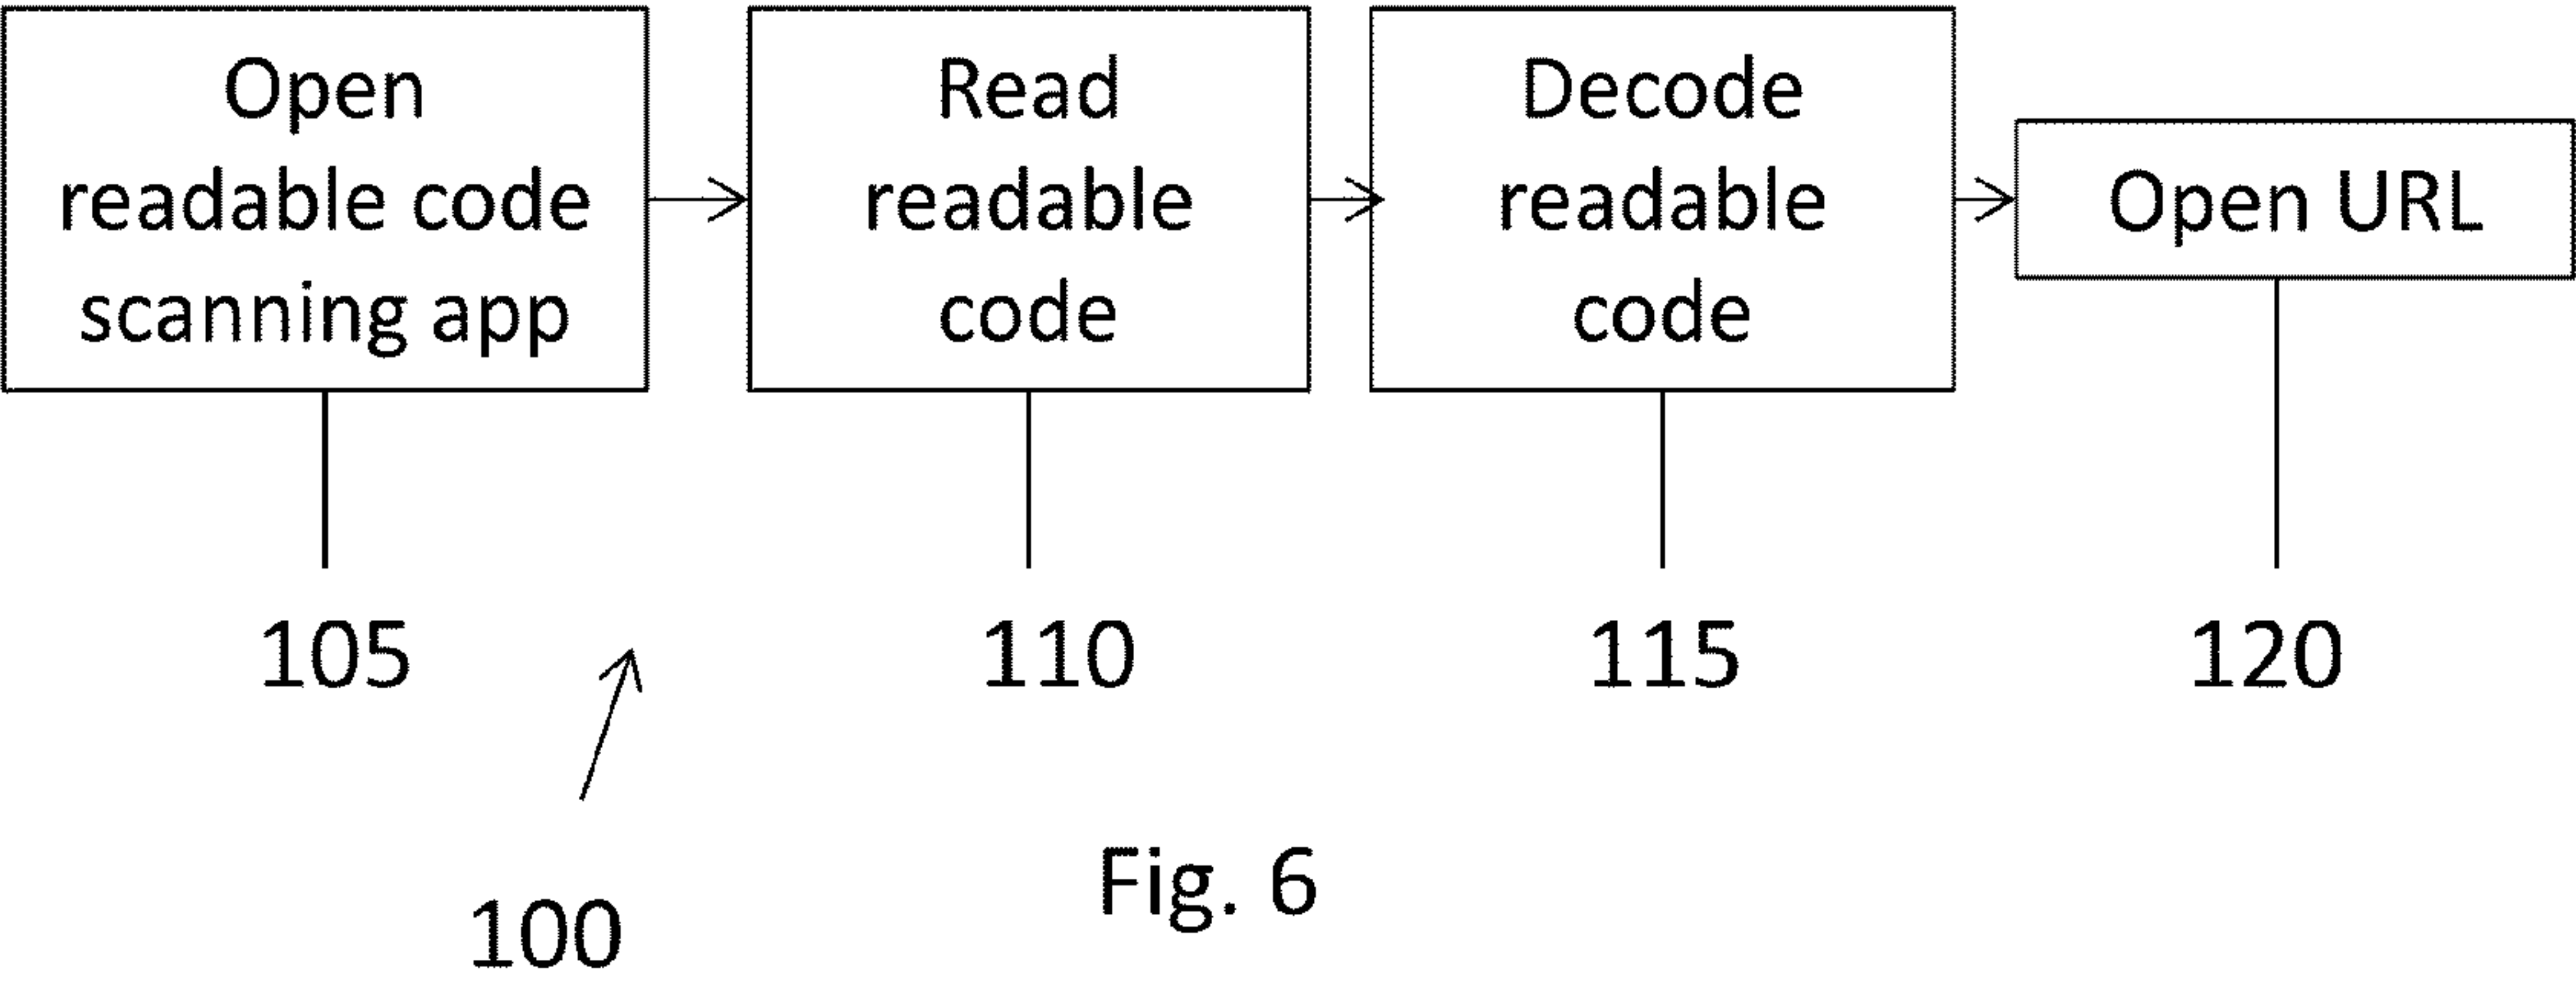 Open
readable code
scanning app
Read
readable
code
Decode
readable
code
Open URL
105
110
115
120
100
Fig. 6